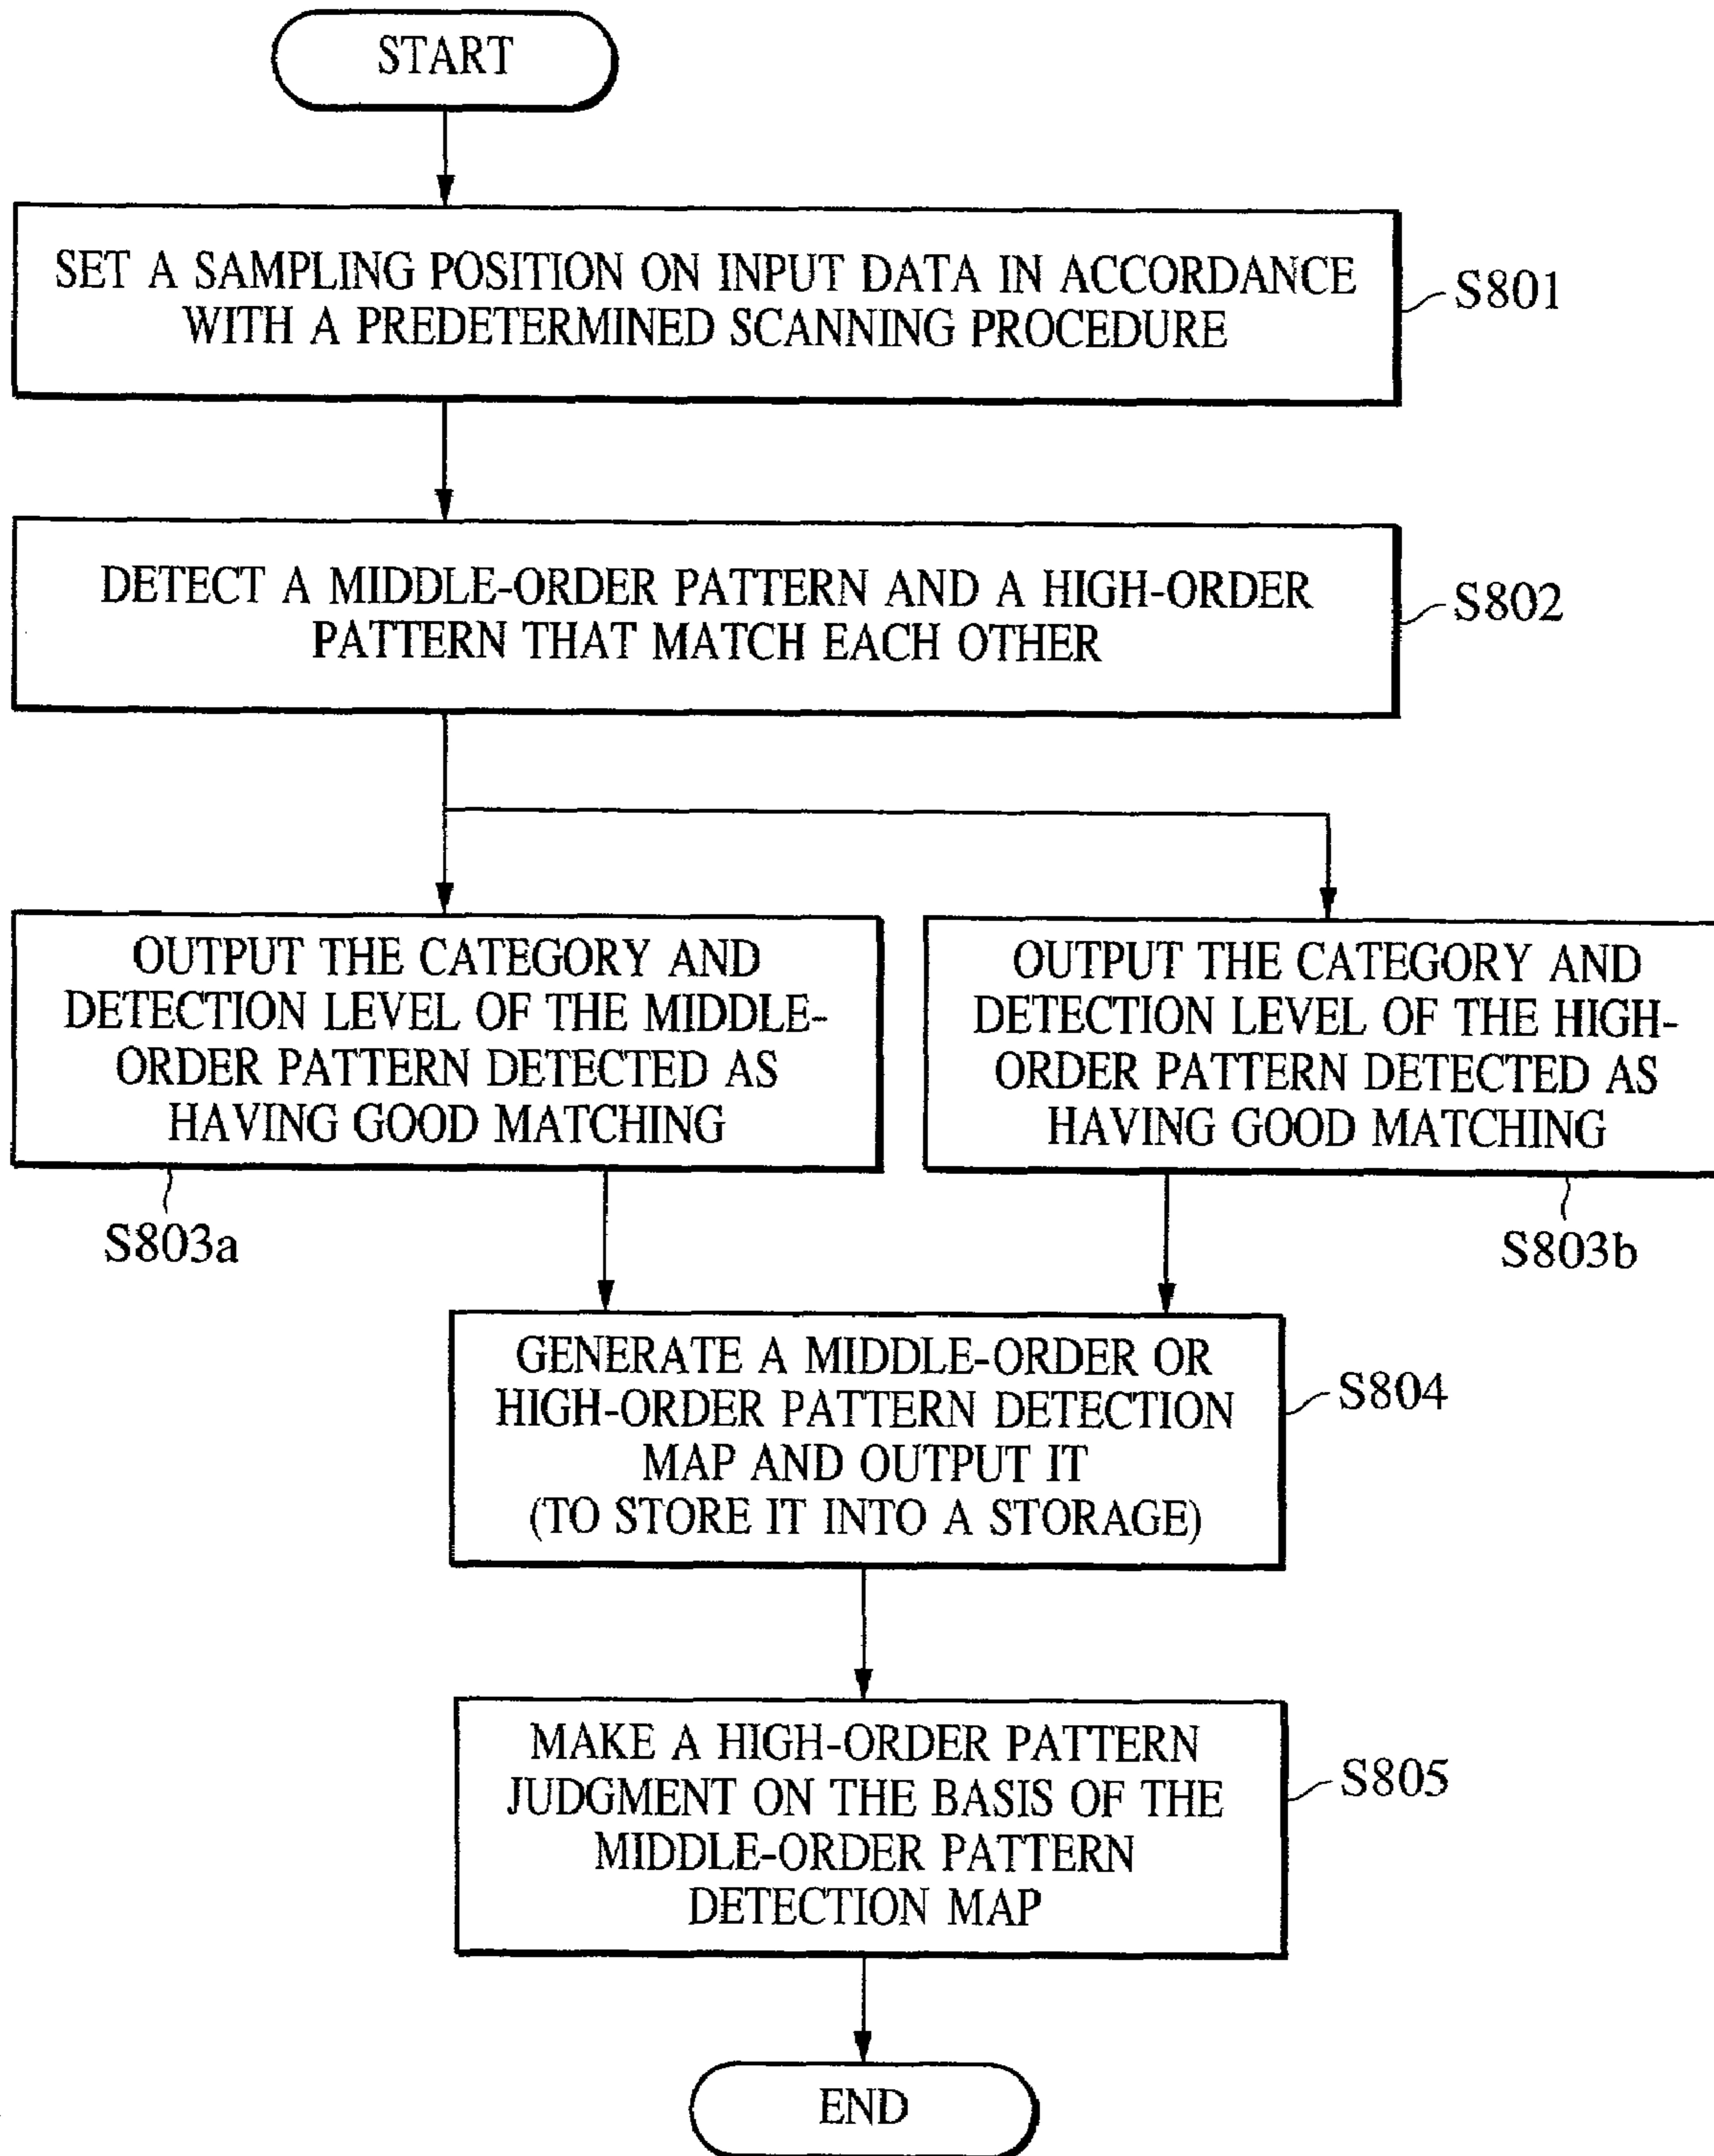 START
SET A SAMPLING POSITION ON INPUT DATA IN ACCORDANCE
WITH A PREDETERMINED SCANNING PROCEDURE
S801
DETECT A MIDDLE-ORDER PATTERN AND A HIGH-ORDER
PATTERN THAT MATCH EACH OTHER
S802
OUTPUT THE CATEGORY AND
DETECTION LEVEL OF THE MIDDLE-
ORDER PATTERN DETECTED AS
HAVING GOOD MATCHING
S803a
OUTPUT THE CATEGORY AND
DETECTION LEVEL OF THE HIGH-
ORDER PATTERN DETECTED AS
HAVING GOOD MATCHING
S803b
GENERATE A MIDDLE-ORDER OR
HIGH-ORDER PATTERN DETECTION
MAP AND OUTPUT IT
(TO STORE IT INTO A STORAGE)
S804
MAKE A HIGH-ORDER PATTERN
JUDGMENT ON THE BASIS OF THE
MIDDLE-ORDER PATTERN
DETECTION MAP
S805
END